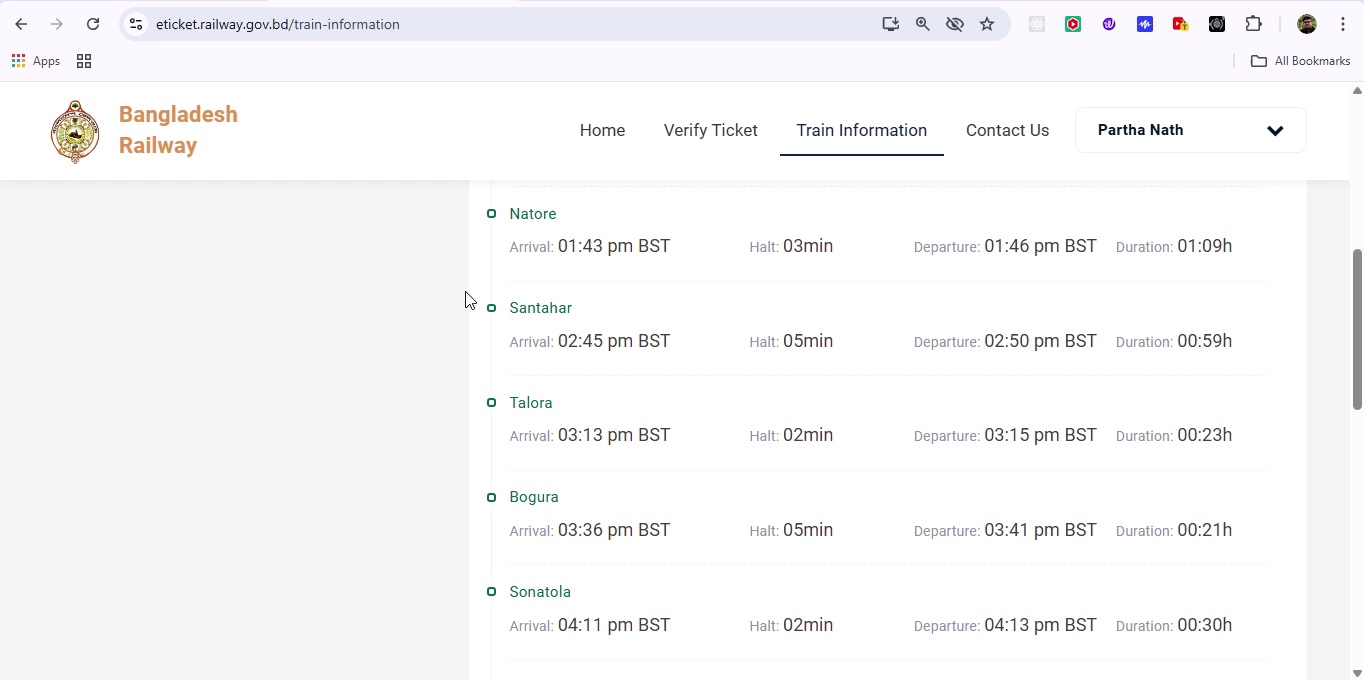 eticket.railway.gov.bd/train-information
Apps
All Bookmarks
Bangladesh
Railway
Home
Verify Ticket
Train Information
Contact Us
Partha Nath
Natore
Arrival: 01:43 pm BST Halt: 03min Departure: 01:46 pm BST Duration: 01:09h
Santahar
Arrival: 02:45 pm BST Halt: 05min Departure: 02:50 pm BST Duration: 00:59h
Talora
Arrival: 03:13 pm BST Halt: 02min Departure: 03:15 pm BST Duration: 00:23h
Bogura
Arrival: 03:36 pm BST Halt: 05min Departure: 03:41 pm BST Duration: 00:21h
Sonatola
Arrival: 04:11 pm BST Halt: 02min Departure: 04:13 pm BST Duration: 00:30h